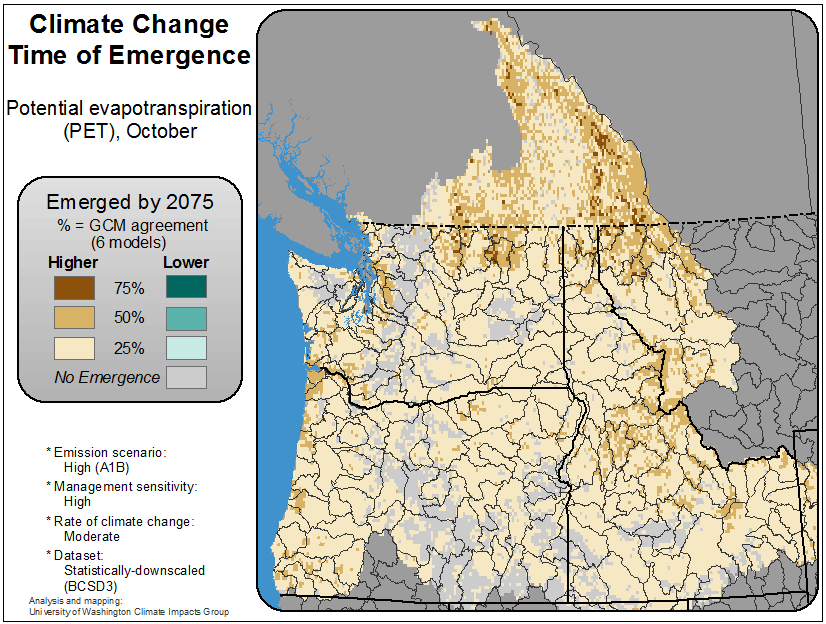 Climate Change
Time of Emergence
Potential evapotranspiration
(PET), October
Emerged by 2075
% = GCM agreement
(6 models)
Higher Lower
75%
50%
25%
No Emergence
* Emission scenario:
High (A1B)
* Management sensitivity:
High
* Rate of climate change:
Moderate
* Dataset:
Statistically-downscaled
(BCSD3)
Analysis and mapping:
University of Washington Climate Impacts Group